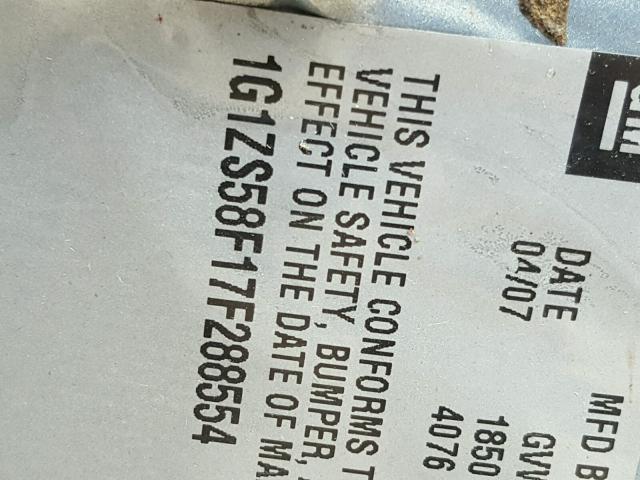 GM
DATE
04/07
MFD B
GVW
1850
4076
THIS VEHICLE CONFORMS T
VEHICLE SAFETY, BUMPER,
EFFECT ON THE DATE OF MA
1G1ZS58F17F288554